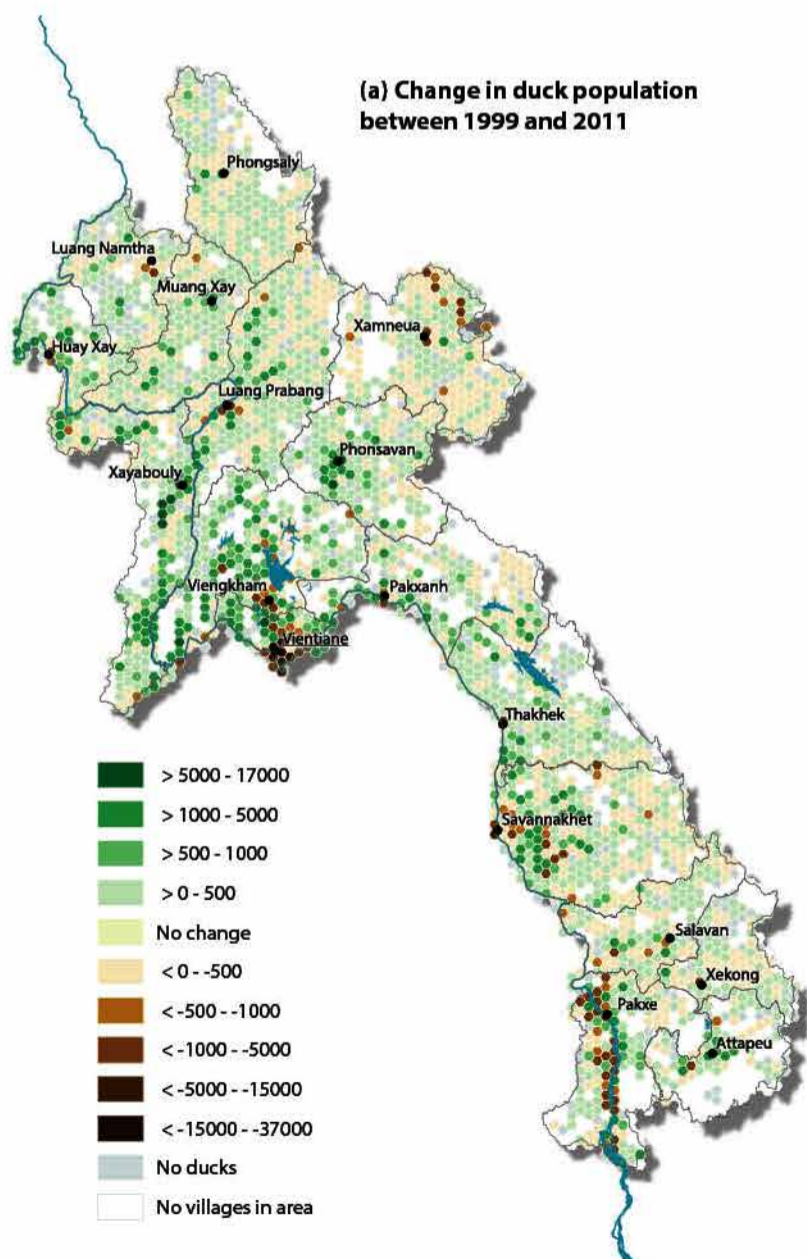 (a) Change in duck population
between 1999 and 2011
Phongsaly
Luang Namtha
Muang Xay
Xamneua
Huay Xay
Luang Prabang
Phonsavan
Xayabouly
Viengkham
Pakxanh
Vientiane
Thakhek
Savannakhet
Salavan
Xekong
Pakxe
Attapeu
> 5000 - 17000
> 1000 - 5000
> 500 - 1000
> 0 - 500
No change
< 0 - -500
< -500 - -1000
< -1000 - -5000
< -5000 - -15000
< -15000 - -37000
No ducks
No villages in area